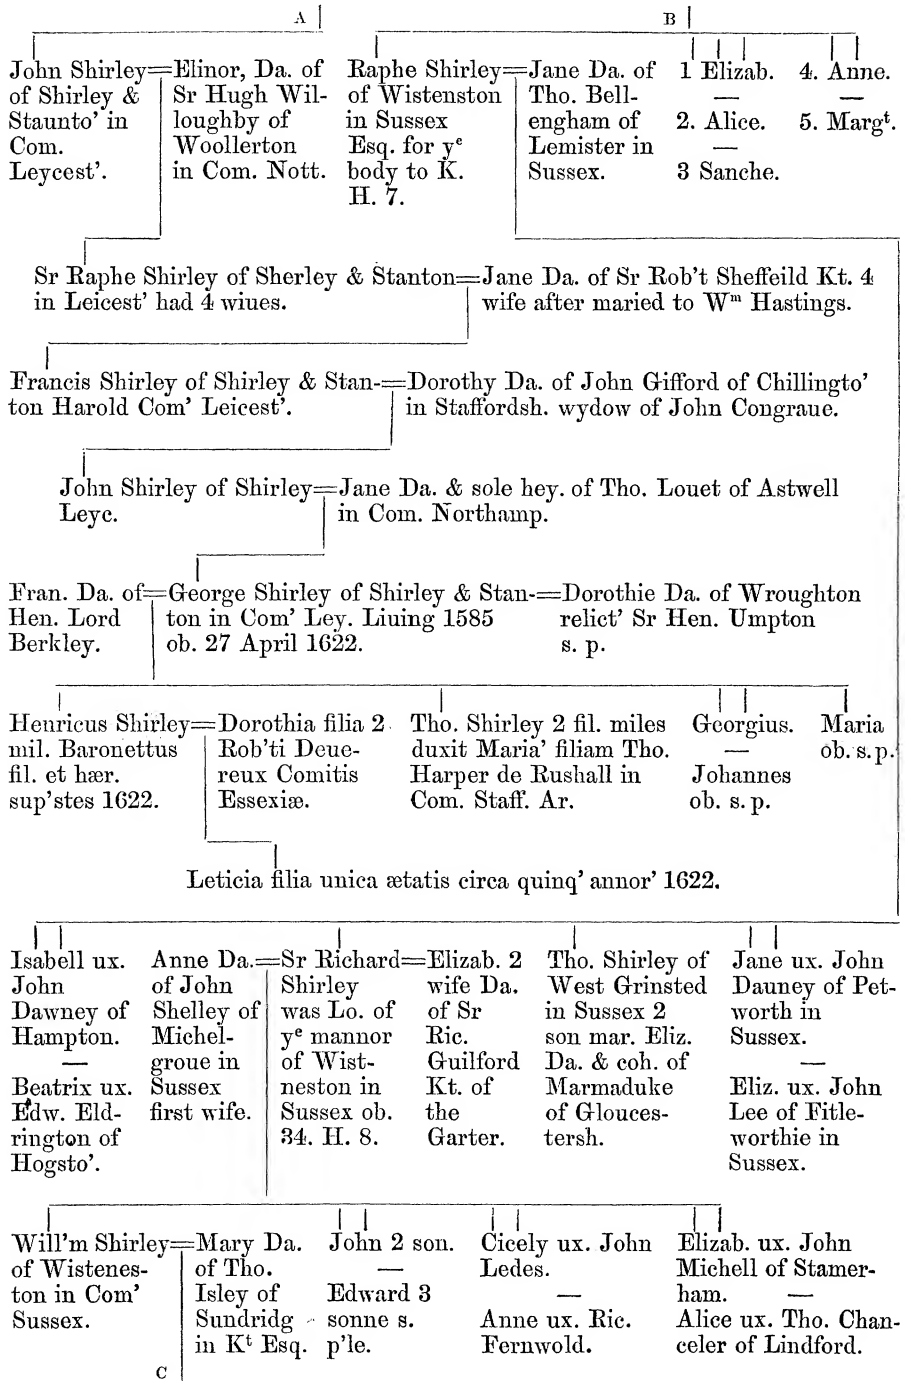 A B
John Shirley=Elinor, Da. of
of Shirley & Sr Hugh Wil-
Staunto' in loughby of
Com. Woollerton
Leycest'. in Com. Nott.
Raphe Shirley=Jane Da. of
of Wistenston Tho. Bell-
in Sussex engham of
Esq. for yᵉ Lemister in
body to K. Sussex.
H. 7.
1 Elizab. 4. Anne.
— —
2. Alice. 5. Margᵗ.
—
3 Sanche.
Sr Raphe Shirley of Sherley & Stanton=Jane Da. of Sr Rob't Sheffeild Kt. 4
in Leicest' had 4 wiues. wife after maried to Wᵐ Hastings.
Francis Shirley of Shirley & Stan-=Dorothy Da. of John Gifford of Chillingto'
ton Harold Com' Leicest'. in Staffordsh. wydow of John Congraue.
John Shirley of Shirley=Jane Da. & sole hey. of Tho. Louet of Astwell
Leyc. in Com. Northamp.
Fran. Da. of=George Shirley of Shirley & Stan-=Dorothie Da. of Wroughton
Hen. Lord ton in Com' Ley. Liuing 1585 relict' Sr Hen. Umpton
Berkley. ob. 27 April 1622. s. p.
Henricus Shirley=Dorothia filia 2
mil. Baronettus Rob'ti Deue-
fil. et hær. reux Comitis
sup'stes 1622. Essexiæ.
Tho. Shirley 2 fil. miles
duxit Maria' filiam Tho.
Harper de Rushall in
Com. Staff. Ar.
Georgius.
—
Johannes
ob. s. p.
Maria
ob. s. p.
Leticia filia unica ætatis circa quinq' annor' 1622.
Isabell ux.
John
Dawney of
Hampton.
—
Beatrix ux.
Edw. Eld-
rington of
Hogsto'.
Anne Da.=Sr Richard=Elizab. 2
of John Shirley wife Da.
Shelley of was Lo. of of Sr
Michel- yᵉ mannor Ric.
groue in of Wist- Guilford
Sussex neston in Kt. of
first wife. Sussex ob. the
34. H. 8. Garter.
Tho. Shirley of
West Grinsted
in Sussex 2
son mar. Eliz.
Da. & coh. of
Marmaduke
of Glouces-
tersh.
Jane ux. John
Dauney of Pet-
worth in
Sussex.
—
Eliz. ux. John
Lee of Fitle-
worthie in
Sussex.
Will'm Shirley=Mary Da.
of Wistenes- of Tho.
ton in Com' Isley of
Sussex. Sundridg
in Kᵗ Esq.
C
John 2 son.
—
Edward 3
sonne s.
p'le.
Cicely ux. John
Ledes.
—
Anne ux. Ric.
Fernwold.
Elizab. ux. John
Michell of Stamer-
ham. —
Alice ux. Tho. Chan-
celer of Lindford.